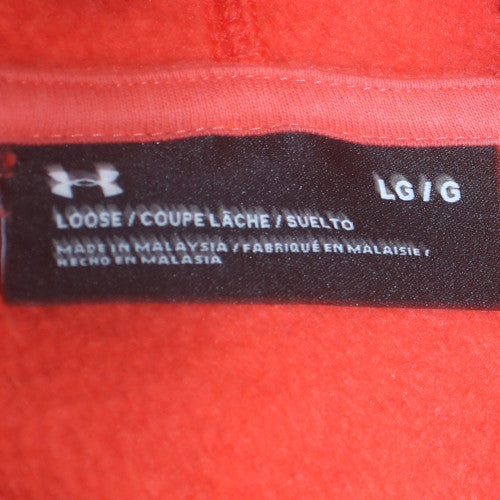 LG / G
LOOSE / COUPE LÂCHE / SUELTO
MADE IN MALAYSIA / FABRIQUÉ EN MALAISIE /
HECHO EN MALASIA